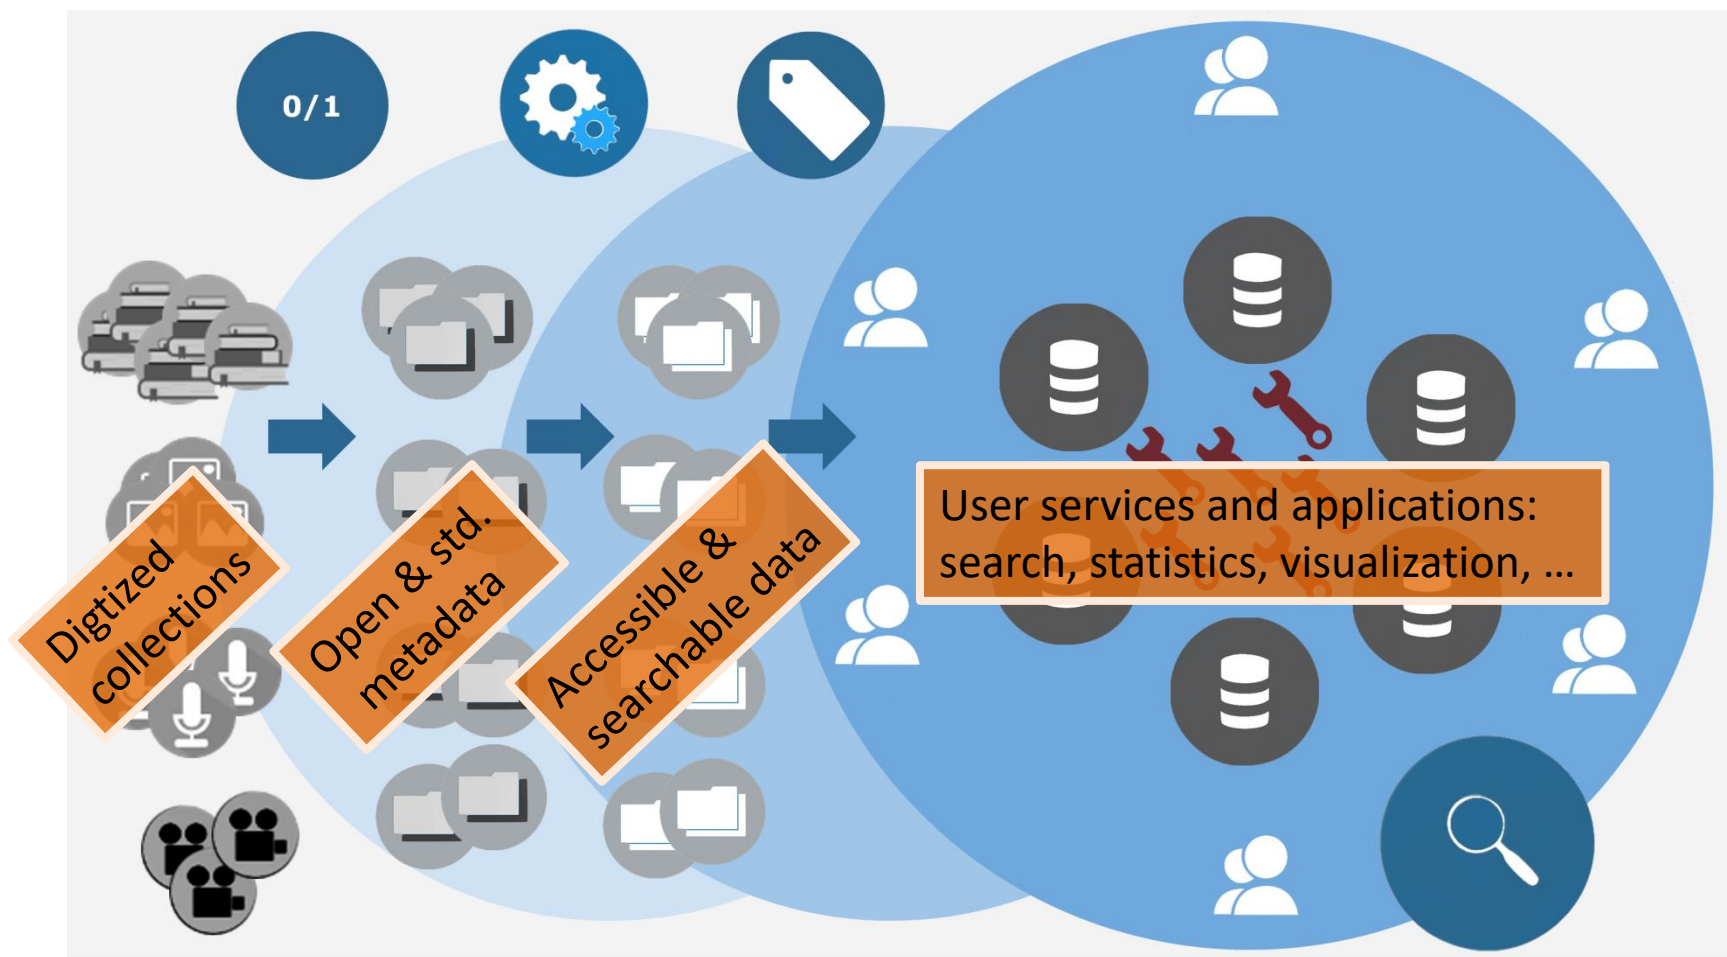 0/1
Digtized
collections
Open & std.
metadata
Accessible &
searchable data
User services and applications:
search, statistics, visualization, ...